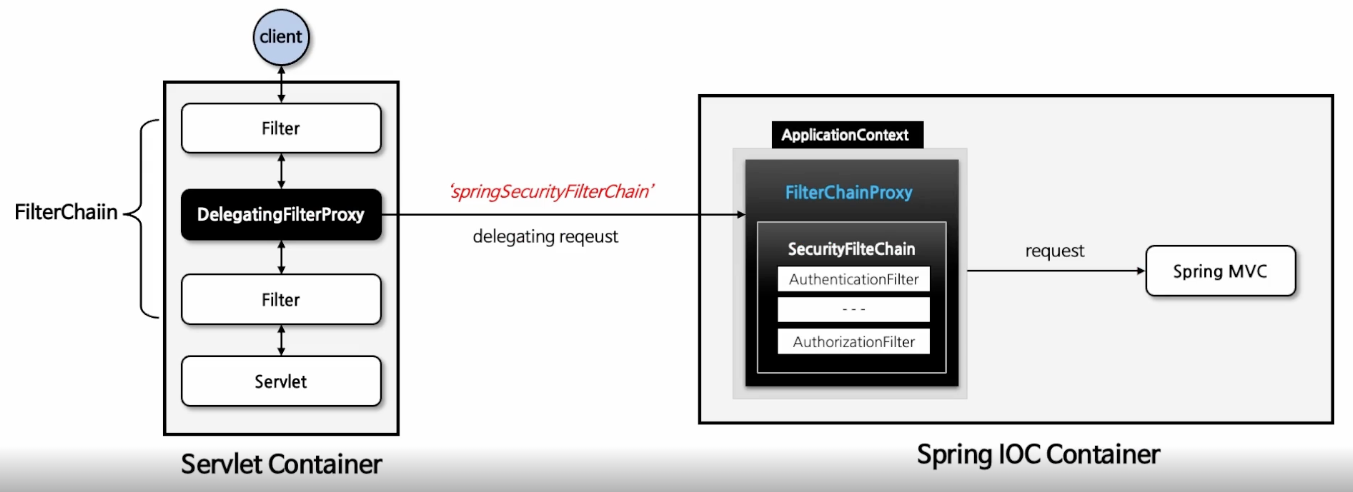 client
Filter
DelegatingFilterProxy
Filter
Servlet
FilterChaiin
Servlet Container
'springSecurityFilterChain'
delegating reqeust
ApplicationContext
FilterChainProxy
SecurityFilteChain
AuthenticationFilter
- - -
AuthorizationFilter
request
Spring MVC
Spring IOC Container